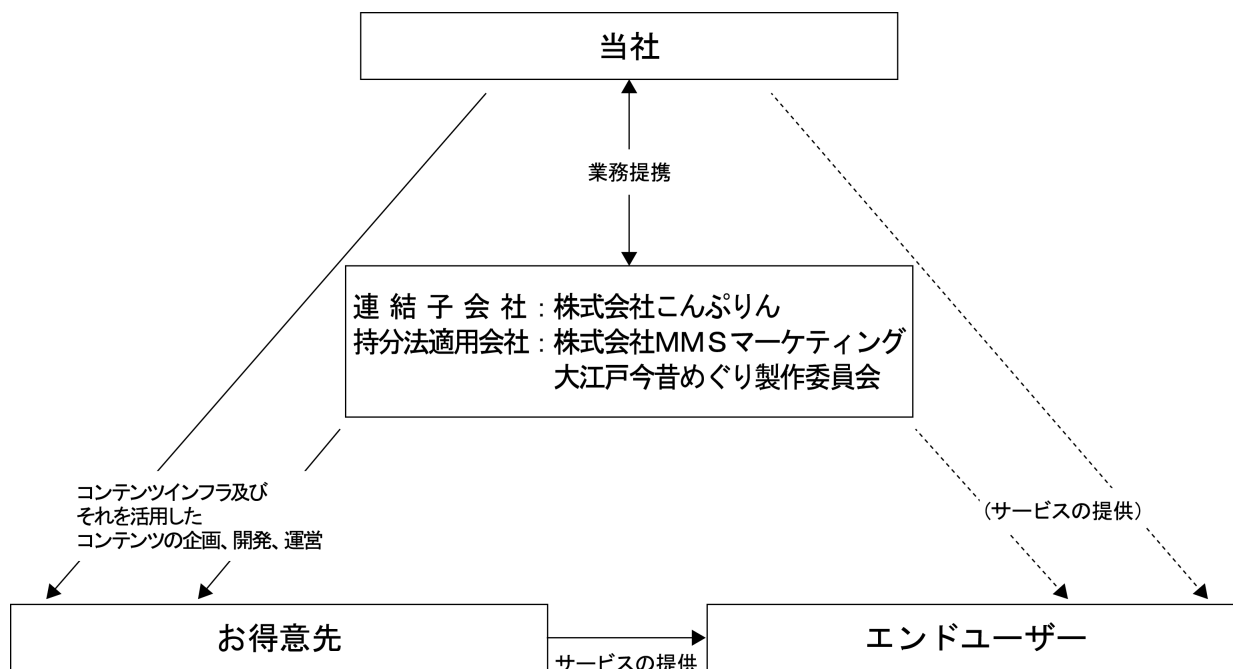 当社
業務提携
連結子会社：株式会社こんぷりん
持分法適用会社：株式会社MMSマーケティング
大江戸今昔めぐり製作委員会
コンテンツインフラ及び
それを活用した
コンテンツの企画、開発、運営
（サービスの提供）
お得意先
サービスの提供
エンドユーザー